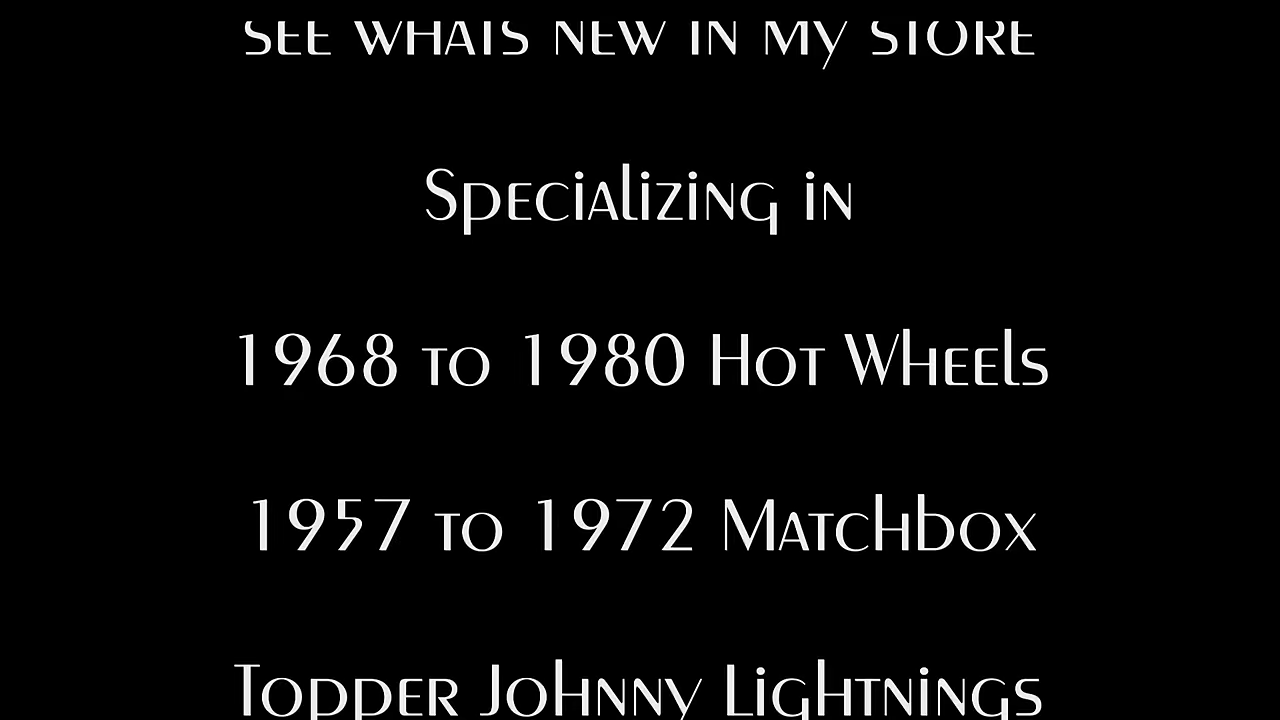 SEE WHATS NEW IN MY STORE
Specializing in
1968 to 1980 Hot Wheels
1957 to 1972 Matchbox
Topper Johnny Lightnings